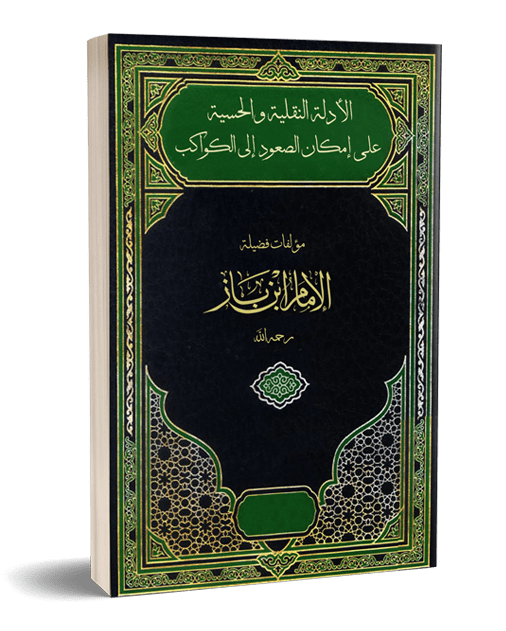 الأدلة النقلية والحسية
على إمكان الصعود إلى الكواكب
مؤلفات فضيلة
الإمام ابن باز
رحمه الله